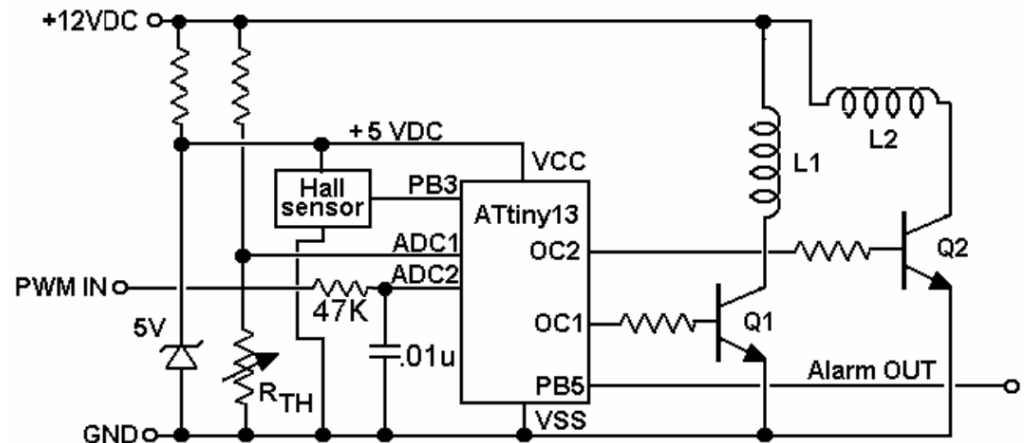 +12VDC
+5 VDC
VCC
L1
L2
Hall
sensor
PB3
ATtiny13
ADC1
OC2
Q2
ADC2
PWM IN
47K
5V
OC1
Q1
.01u
RTH
PB5
Alarm OUT
VSS
GND